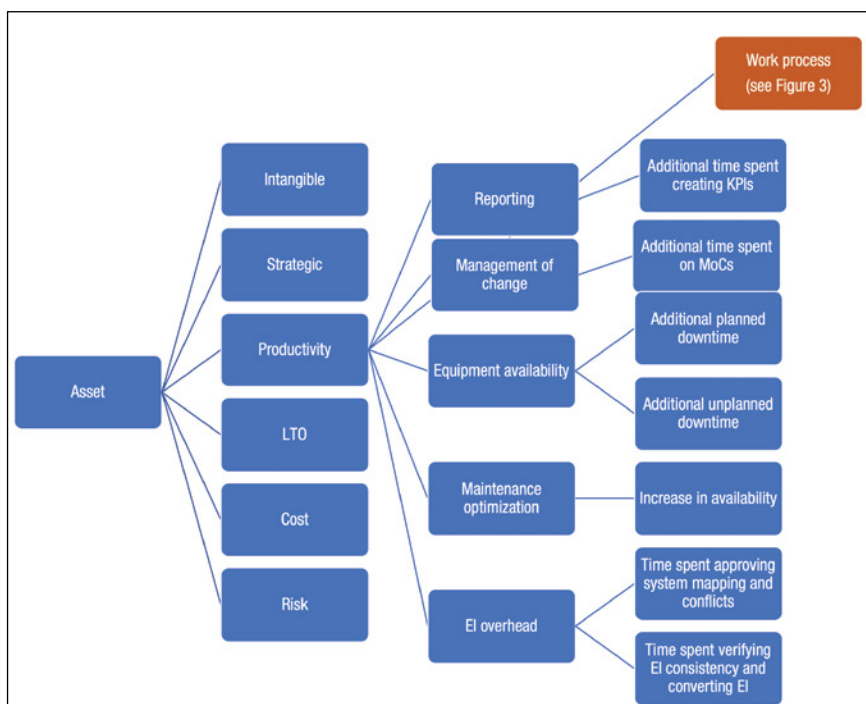 Work process
(see Figure 3)
Intangible
Reporting
Additional time spent
creating KPIs
Strategic
Management of
change
Additional time spent
on MoCs
Productivity
Equipment availability
Additional planned
downtime
Asset
Additional unplanned
downtime
LTO
Maintenance
optimization
Increase in availability
Cost
Risk
EI overhead
Time spent approving
system mapping and
conflicts
Time spent verifying
EI consistency and
converting EI